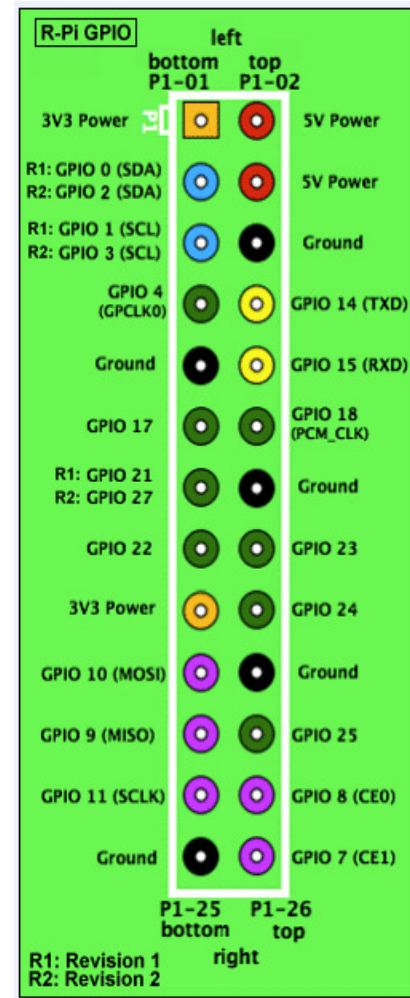 R-Pi GPIO
left
bottom top
P1-01 P1-02
3V3 Power P1 5V Power
R1: GPIO 0 (SDA)
R2: GPIO 2 (SDA) 5V Power
R1: GPIO 1 (SCL)
R2: GPIO 3 (SCL) Ground
GPIO 4
(GPCLK0) GPIO 14 (TXD)
Ground GPIO 15 (RXD)
GPIO 17 GPIO 18
(PCM_CLK)
R1: GPIO 21
R2: GPIO 27 Ground
GPIO 22 GPIO 23
3V3 Power GPIO 24
GPIO 10 (MOSI) Ground
GPIO 9 (MISO) GPIO 25
GPIO 11 (SCLK) GPIO 8 (CE0)
Ground GPIO 7 (CE1)
P1-25 P1-26
bottom top
right
R1: Revision 1
R2: Revision 2